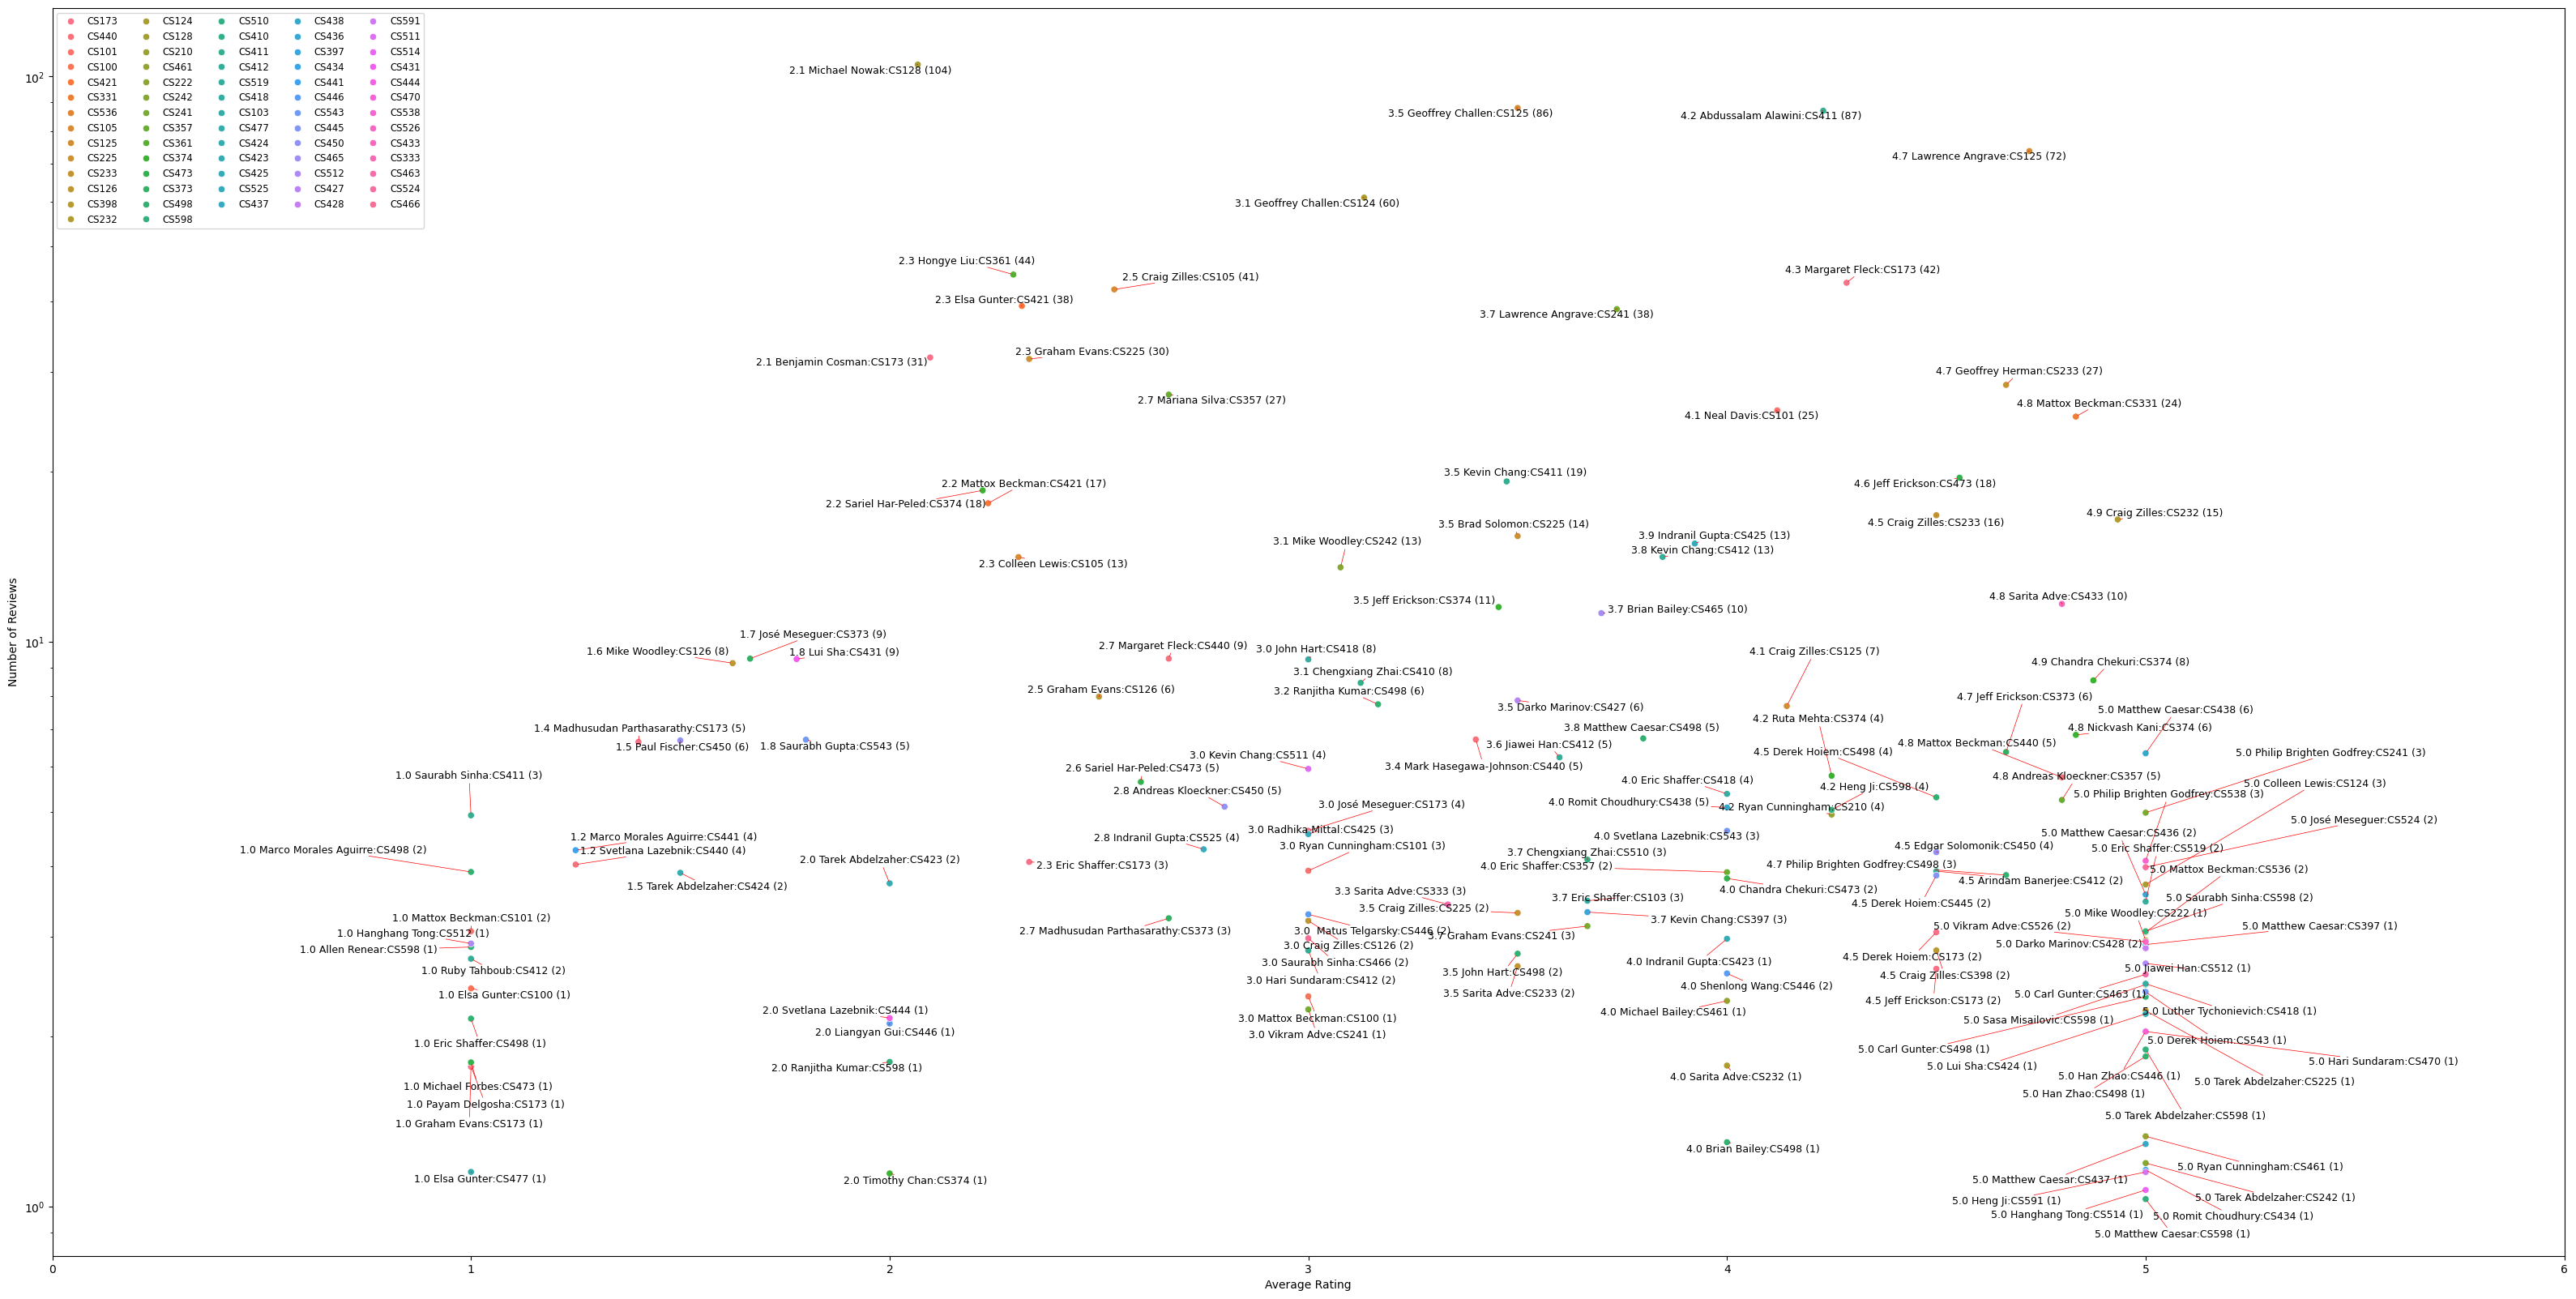 CS173
CS440
CS101
CS100
CS421
CS331
CS536
CS105
CS125
CS225
CS233
CS126
CS398
CS232
CS124
CS128
CS210
CS461
CS222
CS242
CS241
CS357
CS361
CS374
CS473
CS373
CS498
CS598
CS510
CS410
CS411
CS412
CS519
CS418
CS103
CS477
CS424
CS423
CS425
CS525
CS437
CS438
CS436
CS397
CS434
CS441
CS446
CS543
CS445
CS450
CS465
CS512
CS427
CS428
CS591
CS511
CS514
CS431
CS444
CS470
CS538
CS526
CS433
CS333
CS463
CS524
CS466
2.1 Michael Nowak:CS128 (104)
3.5 Geoffrey Challen:CS125 (86)
4.2 Abdussalam Alawini:CS411 (87)
4.7 Lawrence Angrave:CS125 (72)
3.1 Geoffrey Challen:CS124 (60)
2.3 Hongye Liu:CS361 (44)
2.5 Craig Zilles:CS105 (41)
4.3 Margaret Fleck:CS173 (42)
2.3 Elsa Gunter:CS421 (38)
3.7 Lawrence Angrave:CS241 (38)
2.1 Benjamin Cosman:CS173 (31)
2.3 Graham Evans:CS225 (30)
4.7 Geoffrey Herman:CS233 (27)
2.7 Mariana Silva:CS357 (27)
4.8 Mattox Beckman:CS331 (24)
4.1 Neal Davis:CS101 (25)
3.5 Kevin Chang:CS411 (19)
2.2 Mattox Beckman:CS421 (17)
4.6 Jeff Erickson:CS473 (18)
2.2 Sariel Har-Peled:CS374 (18)
4.9 Craig Zilles:CS232 (15)
3.5 Brad Solomon:CS225 (14)
4.5 Craig Zilles:CS233 (16)
3.9 Indranil Gupta:CS425 (13)
3.1 Mike Woodley:CS242 (13)
3.8 Kevin Chang:CS412 (13)
2.3 Colleen Lewis:CS105 (13)
4.8 Sarita Adve:CS433 (10)
3.5 Jeff Erickson:CS374 (11)
3.7 Brian Bailey:CS465 (10)
1.7 José Meseguer:CS373 (9)
1.6 Mike Woodley:CS126 (8)
1.8 Lui Sha:CS431 (9)
2.7 Margaret Fleck:CS440 (9)
3.0 John Hart:CS418 (8)
4.1 Craig Zilles:CS125 (7)
4.9 Chandra Chekuri:CS374 (8)
3.1 Chengxiang Zhai:CS410 (8)
2.5 Graham Evans:CS126 (6)
3.2 Ranjitha Kumar:CS498 (6)
4.7 Jeff Erickson:CS373 (6)
3.5 Darko Marinov:CS427 (6)
5.0 Matthew Caesar:CS438 (6)
4.2 Ruta Mehta:CS374 (4)
1.4 Madhusudan Parthasarathy:CS173 (5)
3.8 Matthew Caesar:CS498 (5)
4.8 Nickvash Kani:CS374 (6)
1.5 Paul Fischer:CS450 (6)
1.8 Saurabh Gupta:CS543 (5)
3.6 Jiawei Han:CS412 (5)
4.8 Mattox Beckman:CS440 (5)
3.0 Kevin Chang:CS511 (4)
4.5 Derek Hoiem:CS498 (4)
5.0 Philip Brighten Godfrey:CS241 (3)
2.6 Sariel Har-Peled:CS473 (5)
3.4 Mark Hasegawa-Johnson:CS440 (5)
1.0 Saurabh Sinha:CS411 (3)
4.0 Eric Shaffer:CS418 (4)
4.8 Andreas Kloeckner:CS357 (5)
5.0 Colleen Lewis:CS124 (3)
2.8 Andreas Kloeckner:CS450 (5)
4.2 Heng Ji:CS598 (4)
5.0 Philip Brighten Godfrey:CS538 (3)
3.0 José Meseguer:CS173 (4)
4.0 Romit Choudhury:CS438 (5)
4.2 Ryan Cunningham:CS210 (4)
5.0 José Meseguer:CS524 (2)
3.0 Radhika Mittal:CS425 (3)
1.2 Marco Morales Aguirre:CS441 (4)
2.8 Indranil Gupta:CS525 (4)
4.0 Svetlana Lazebnik:CS543 (3)
5.0 Matthew Caesar:CS436 (2)
1.0 Marco Morales Aguirre:CS498 (2)
1.2 Svetlana Lazebnik:CS440 (4)
3.0 Ryan Cunningham:CS101 (3)
4.5 Edgar Solomonik:CS450 (4)
5.0 Eric Shaffer:CS519 (2)
2.0 Tarek Abdelzaher:CS423 (2)
2.3 Eric Shaffer:CS173 (3)
3.7 Chengxiang Zhai:CS510 (3)
4.0 Eric Shaffer:CS357 (2)
4.7 Philip Brighten Godfrey:CS498 (3)
5.0 Mattox Beckman:CS536 (2)
1.5 Tarek Abdelzaher:CS424 (2)
4.0 Chandra Chekuri:CS473 (2)
4.5 Arindam Banerjee:CS412 (2)
3.3 Sarita Adve:CS333 (3)
3.7 Eric Shaffer:CS103 (3)
4.5 Derek Hoiem:CS445 (2)
5.0 Saurabh Sinha:CS598 (2)
3.5 Craig Zilles:CS225 (2)
1.0 Mattox Beckman:CS101 (2)
3.7 Kevin Chang:CS397 (3)
5.0 Mike Woodley:CS222 (1)
1.0 Hanghang Tong:CS512 (1)
2.7 Madhusudan Parthasarathy:CS373 (3)
3.0  Matus Telgarsky:CS446 (2)
3.7 Graham Evans:CS241 (3)
5.0 Vikram Adve:CS526 (2)
5.0 Matthew Caesar:CS397 (1)
1.0 Allen Renear:CS598 (1)
3.0 Craig Zilles:CS126 (2)
5.0 Darko Marinov:CS428 (2)
4.5 Derek Hoiem:CS173 (2)
1.0 Ruby Tahboub:CS412 (2)
3.0 Saurabh Sinha:CS466 (2)
4.0 Indranil Gupta:CS423 (1)
3.5 John Hart:CS498 (2)
4.5 Craig Zilles:CS398 (2)
5.0 Jiawei Han:CS512 (1)
3.0 Hari Sundaram:CS412 (2)
4.0 Shenlong Wang:CS446 (2)
1.0 Elsa Gunter:CS100 (1)
3.5 Sarita Adve:CS233 (2)
4.5 Jeff Erickson:CS173 (2)
5.0 Carl Gunter:CS463 (1)
2.0 Svetlana Lazebnik:CS444 (1)
4.0 Michael Bailey:CS461 (1)
5.0 Luther Tychonievich:CS418 (1)
3.0 Mattox Beckman:CS100 (1)
5.0 Sasa Misailovic:CS598 (1)
2.0 Liangyan Gui:CS446 (1)
3.0 Vikram Adve:CS241 (1)
1.0 Eric Shaffer:CS498 (1)
5.0 Derek Hoiem:CS543 (1)
5.0 Carl Gunter:CS498 (1)
5.0 Hari Sundaram:CS470 (1)
2.0 Ranjitha Kumar:CS598 (1)
5.0 Lui Sha:CS424 (1)
4.0 Sarita Adve:CS232 (1)
5.0 Han Zhao:CS446 (1)
5.0 Tarek Abdelzaher:CS225 (1)
1.0 Michael Forbes:CS473 (1)
5.0 Han Zhao:CS498 (1)
1.0 Payam Delgosha:CS173 (1)
5.0 Tarek Abdelzaher:CS598 (1)
1.0 Graham Evans:CS173 (1)
4.0 Brian Bailey:CS498 (1)
5.0 Ryan Cunningham:CS461 (1)
1.0 Elsa Gunter:CS477 (1)
2.0 Timothy Chan:CS374 (1)
5.0 Matthew Caesar:CS437 (1)
5.0 Tarek Abdelzaher:CS242 (1)
5.0 Heng Ji:CS591 (1)
5.0 Hanghang Tong:CS514 (1)
5.0 Romit Choudhury:CS434 (1)
5.0 Matthew Caesar:CS598 (1)
10²
10¹
10⁰
Number of Reviews
0
1
2
3
4
5
6
Average Rating